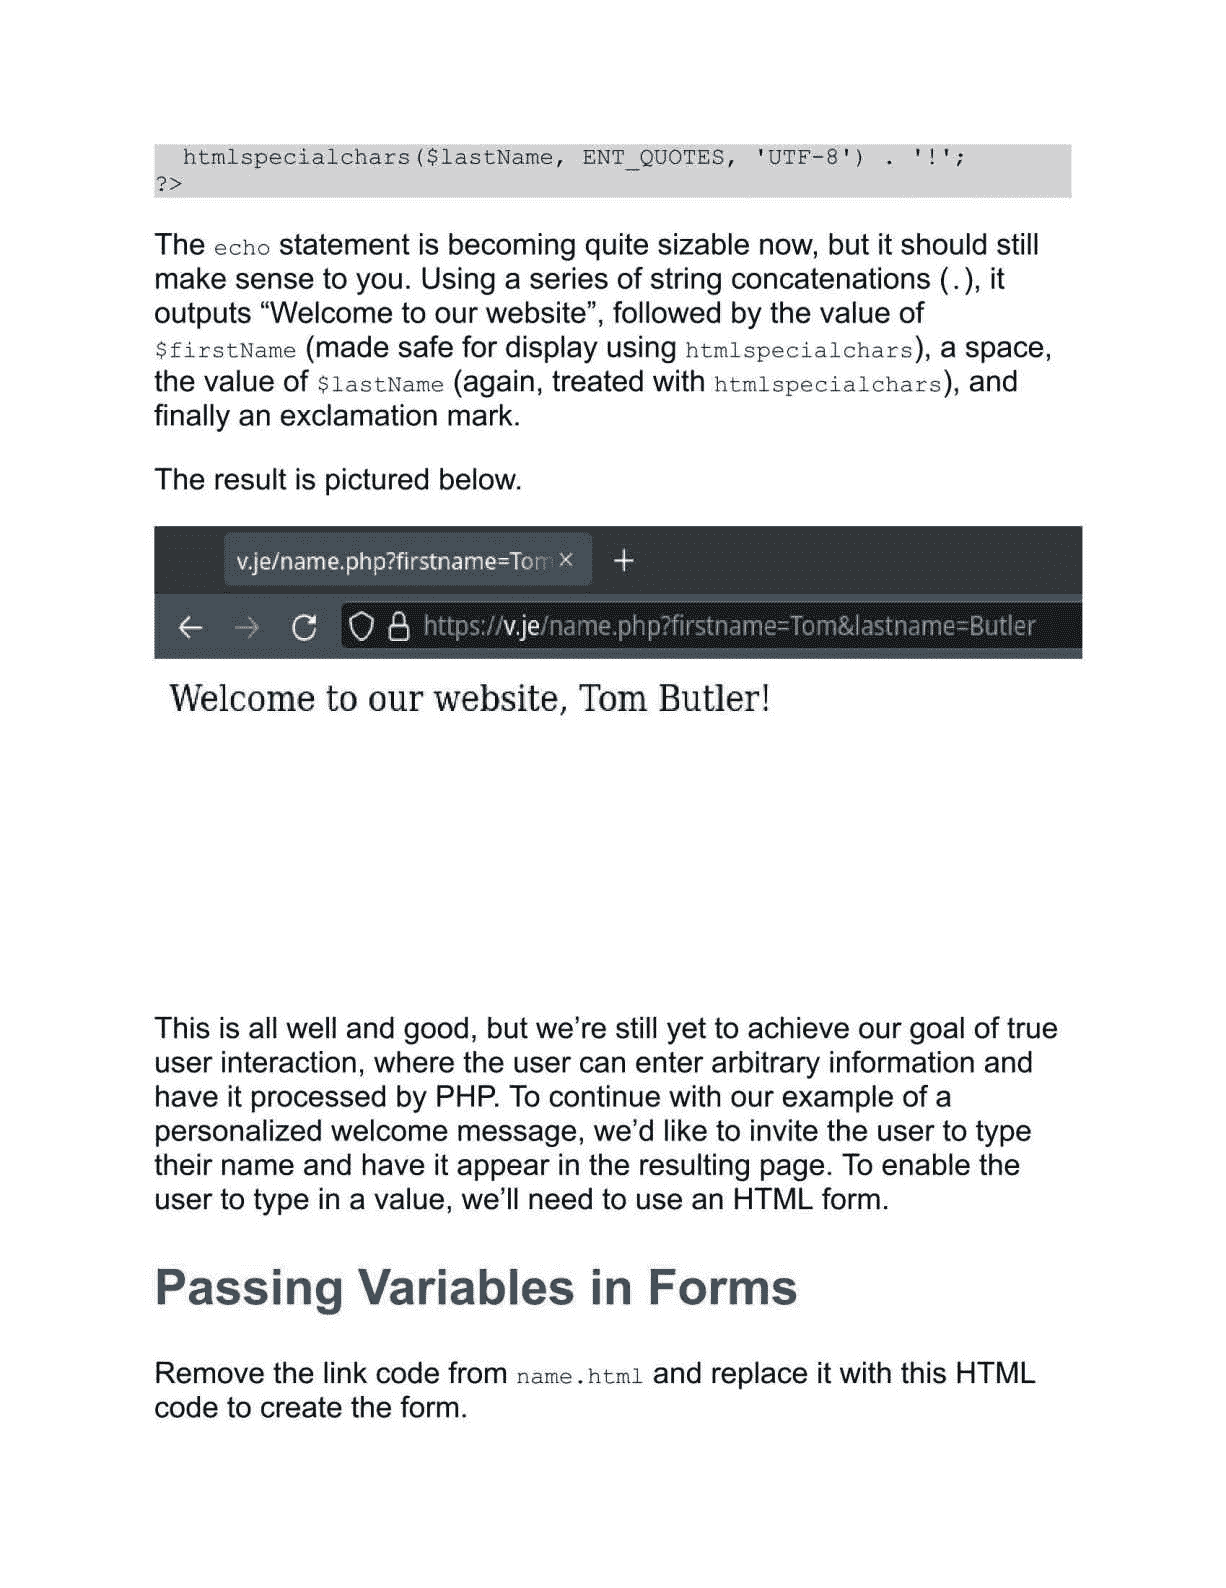 htmlspecialchars($lastName, ENT_QUOTES, 'UTF-8') . '!';
?>
The echo statement is becoming quite sizable now, but it should still
make sense to you. Using a series of string concatenations (.), it
outputs “Welcome to our website”, followed by the value of
$firstName (made safe for display using htmlspecialchars), a space,
the value of $lastName (again, treated with htmlspecialchars), and
finally an exclamation mark.
The result is pictured below.
v.je/name.php?firstname=Tom × +
https://v.je/name.php?firstname=Tom&lastname=Butler
Welcome to our website, Tom Butler!
This is all well and good, but we’re still yet to achieve our goal of true
user interaction, where the user can enter arbitrary information and
have it processed by PHP. To continue with our example of a
personalized welcome message, we’d like to invite the user to type
their name and have it appear in the resulting page. To enable the
user to type in a value, we’ll need to use an HTML form.
Passing Variables in Forms
Remove the link code from name.html and replace it with this HTML
code to create the form.